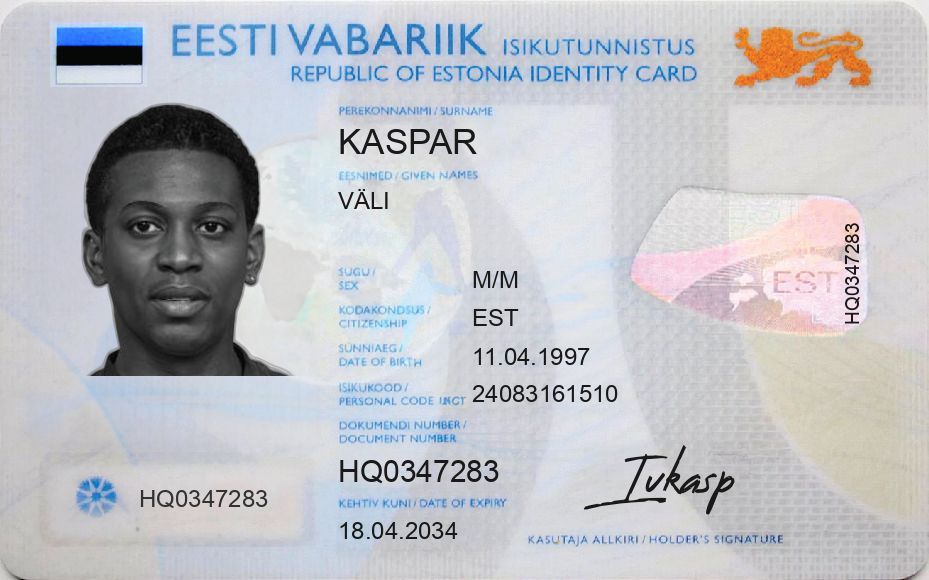 EESTI VABARIIK ISIKUTUNNISTUS
REPUBLIC OF ESTONIA IDENTITY CARD
PEREKONNANIMI / SURNAME
KASPAR
EESNIMED / GIVEN NAMES
VÄLI
SUGU /
SEX
M/M
KODAKONDSUS /
CITIZENSHIP
EST
SÜNNIAEG /
DATE OF BIRTH
11.04.1997
ISIKUKOOD /
PERSONAL CODE
24083161510
DOKUMENDI NUMBER /
DOCUMENT NUMBER
HQ0347283
KEHTIV KUNI / DATE OF EXPIRY
18.04.2034
HQ0347283
EST
HQ0347283
Ivkasp
KASUTAJA ALLKIRI / HOLDER'S SIGNATURE